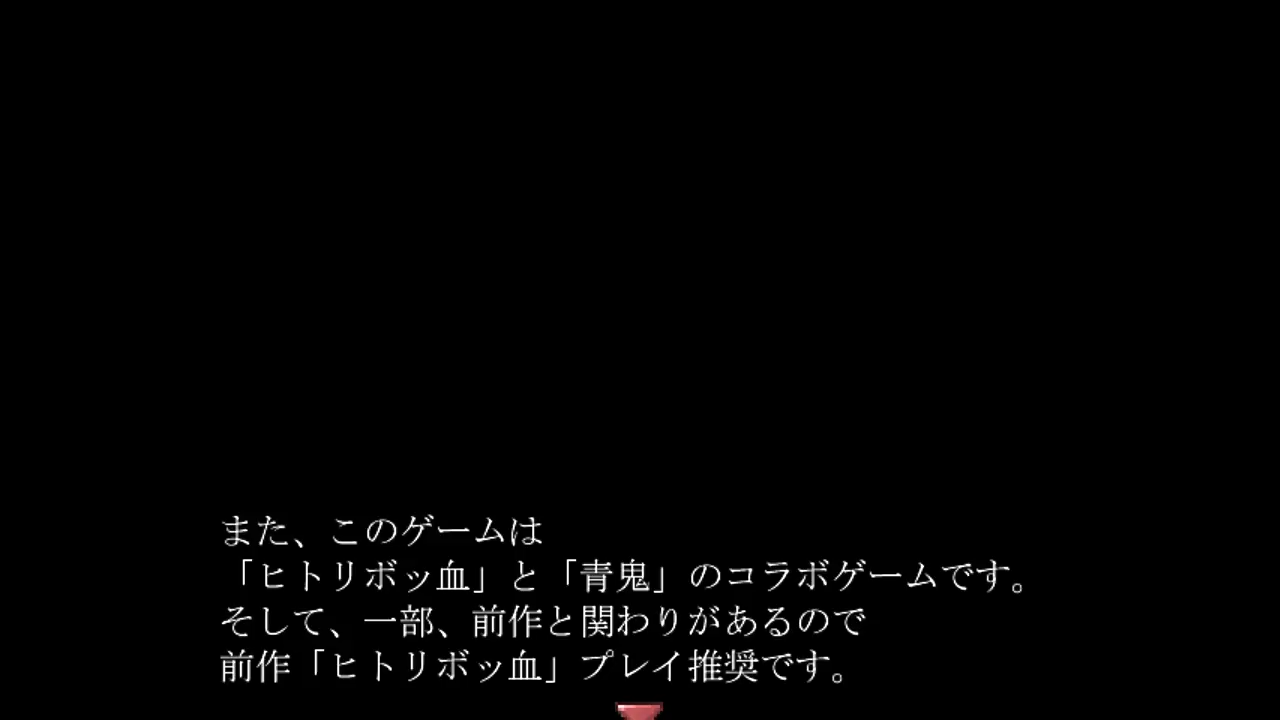 また、このゲームは
「ヒトリボッ血」と「青鬼」のコラボゲームです。
そして、一部、前作と関わりがあるので
前作「ヒトリボッ血」プレイ推奨です。